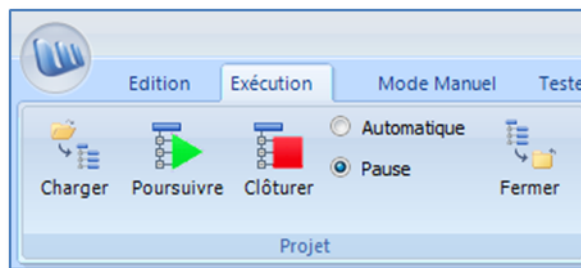 Edition Exécution Mode Manuel Teste
Automatique
Pause
Charger Poursuivre Clôturer Fermer
Projet